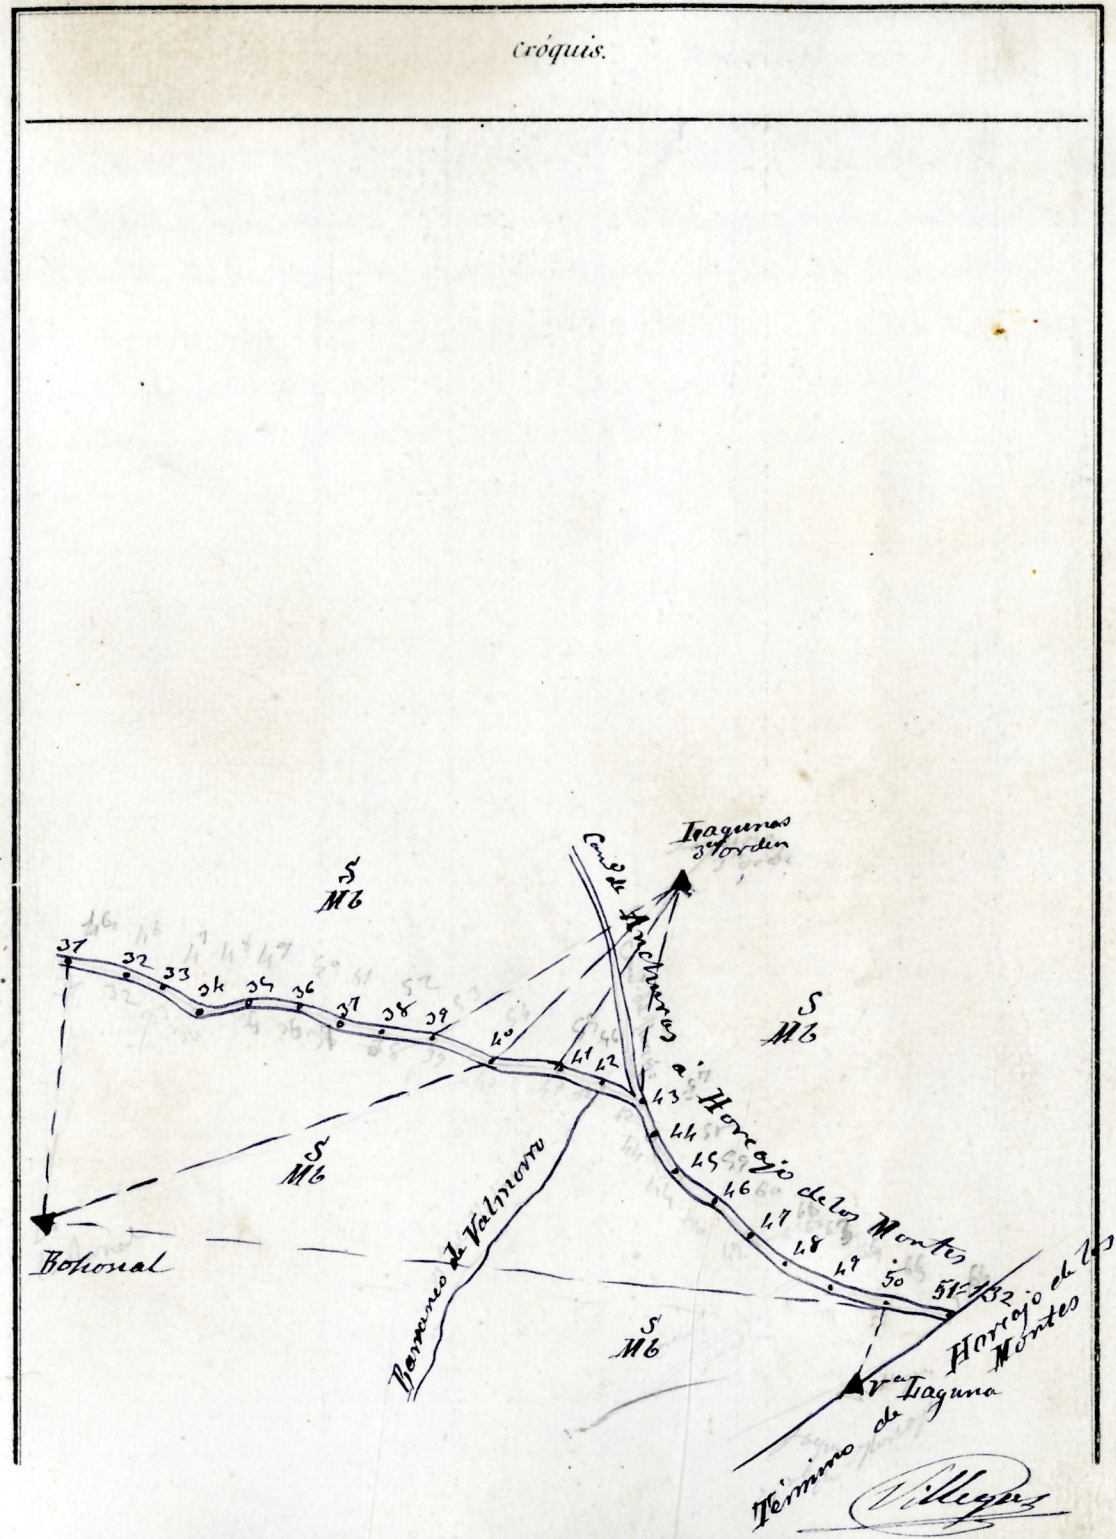 Cróquis.
Lagunas
3er orden
S
Mb
Camo de Anchuras á Horcajo de los Montes
31
32
33
34
35
36
37
38
39
40
41
42
43
S
Mb
44
45
46
47
48
49
50
51=132
S
Mb
Barranco de Valmorro
Bohonal
S
Mb
va Laguna
Término de Horcajo de los
Montes
Villegas